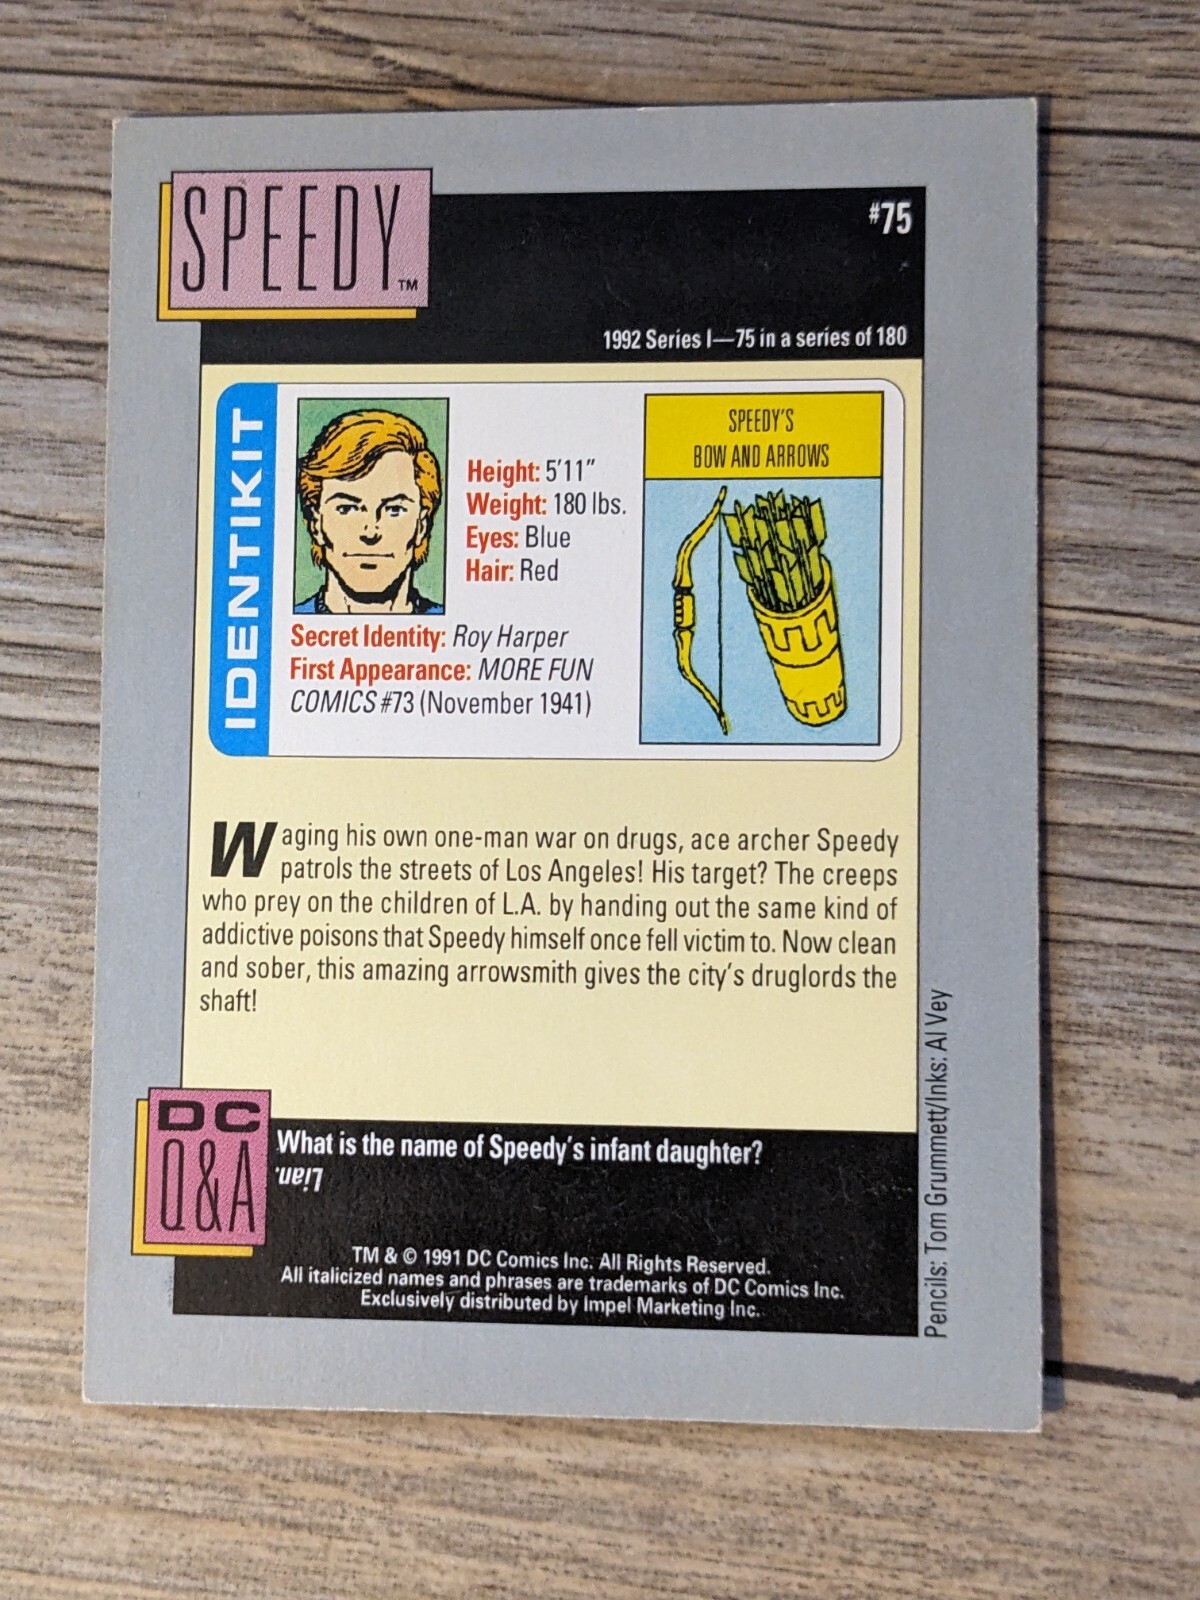 SPEEDY™
#75
1992 Series I—75 in a series of 180
IDENTIKIT
Height: 5'11"
Weight: 180 lbs.
Eyes: Blue
Hair: Red
Secret Identity: Roy Harper
First Appearance: MORE FUN
COMICS #73 (November 1941)
SPEEDY'S
BOW AND ARROWS
Waging his own one-man war on drugs, ace archer Speedy
patrols the streets of Los Angeles! His target? The creeps
who prey on the children of L.A. by handing out the same kind of
addictive poisons that Speedy himself once fell victim to. Now clean
and sober, this amazing arrowsmith gives the city's druglords the
shaft!
DC
Q&A
What is the name of Speedy's infant daughter?
Lian.
TM & © 1991 DC Comics Inc. All Rights Reserved.
All italicized names and phrases are trademarks of DC Comics Inc.
Exclusively distributed by Impel Marketing Inc.
Pencils: Tom Grummett/Inks: Al Vey